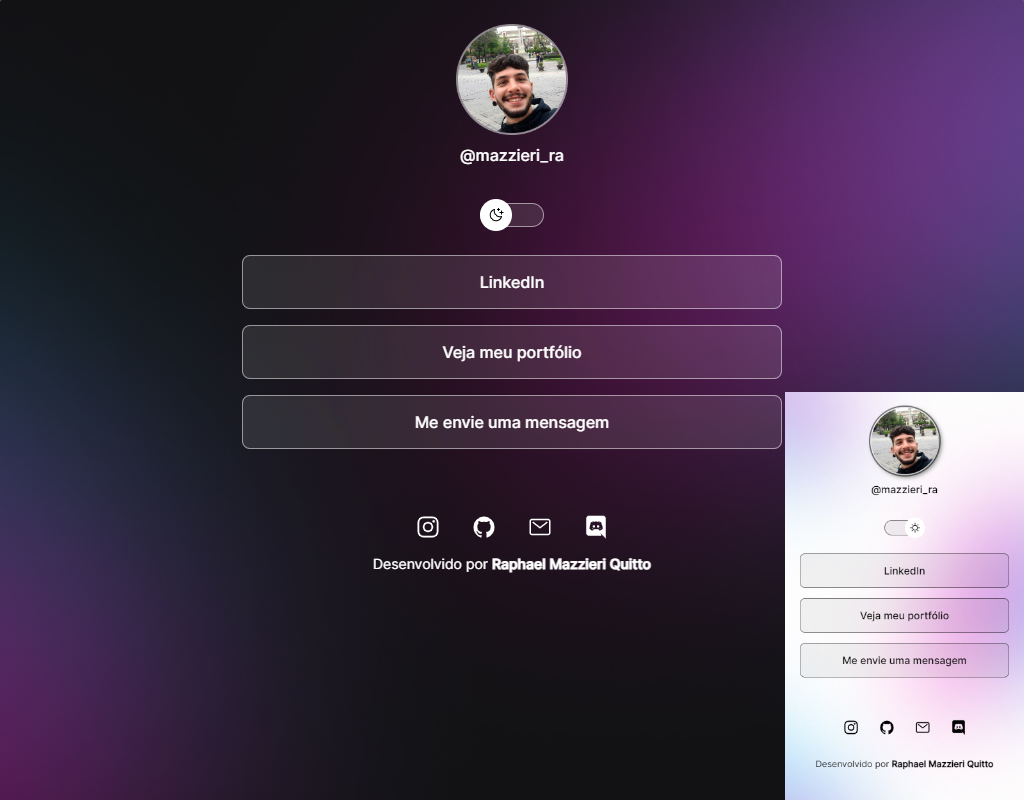 @mazzieri_ra
LinkedIn
Veja meu portfólio
Me envie uma mensagem
Desenvolvido por Raphael Mazzieri Quitto
@mazzieri_ra
LinkedIn
Veja meu portfólio
Me envie uma mensagem
Desenvolvido por Raphael Mazzieri Quitto